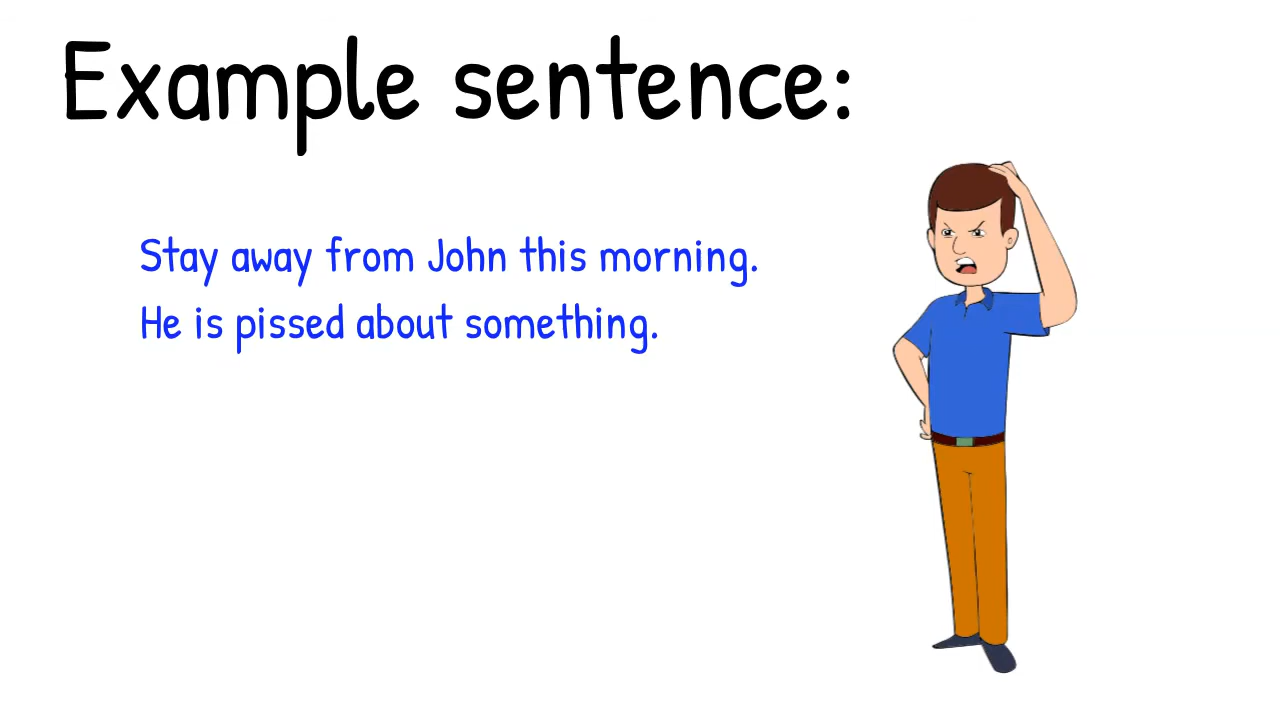 Example sentence:
Stay away from John this morning.
He is pissed about something.